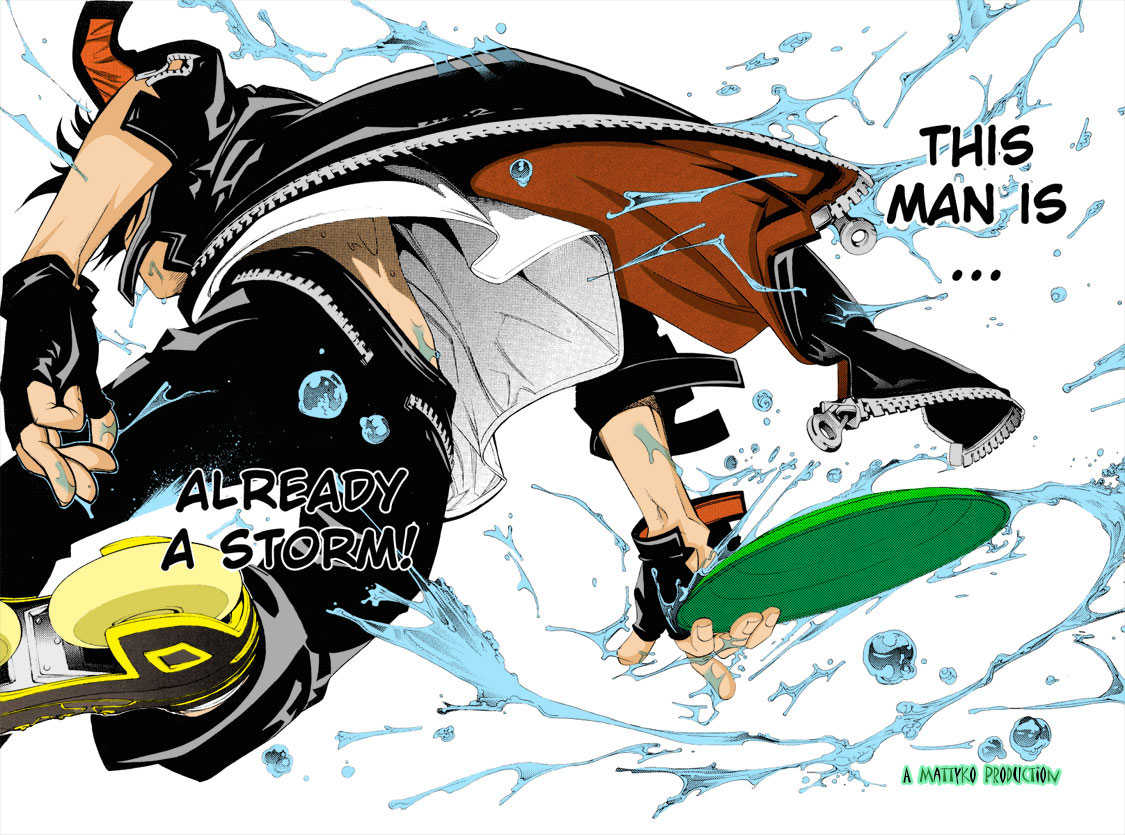 THIS
MAN IS
...
ALREADY
A STORM!
A MATTYKO PRODUCTION